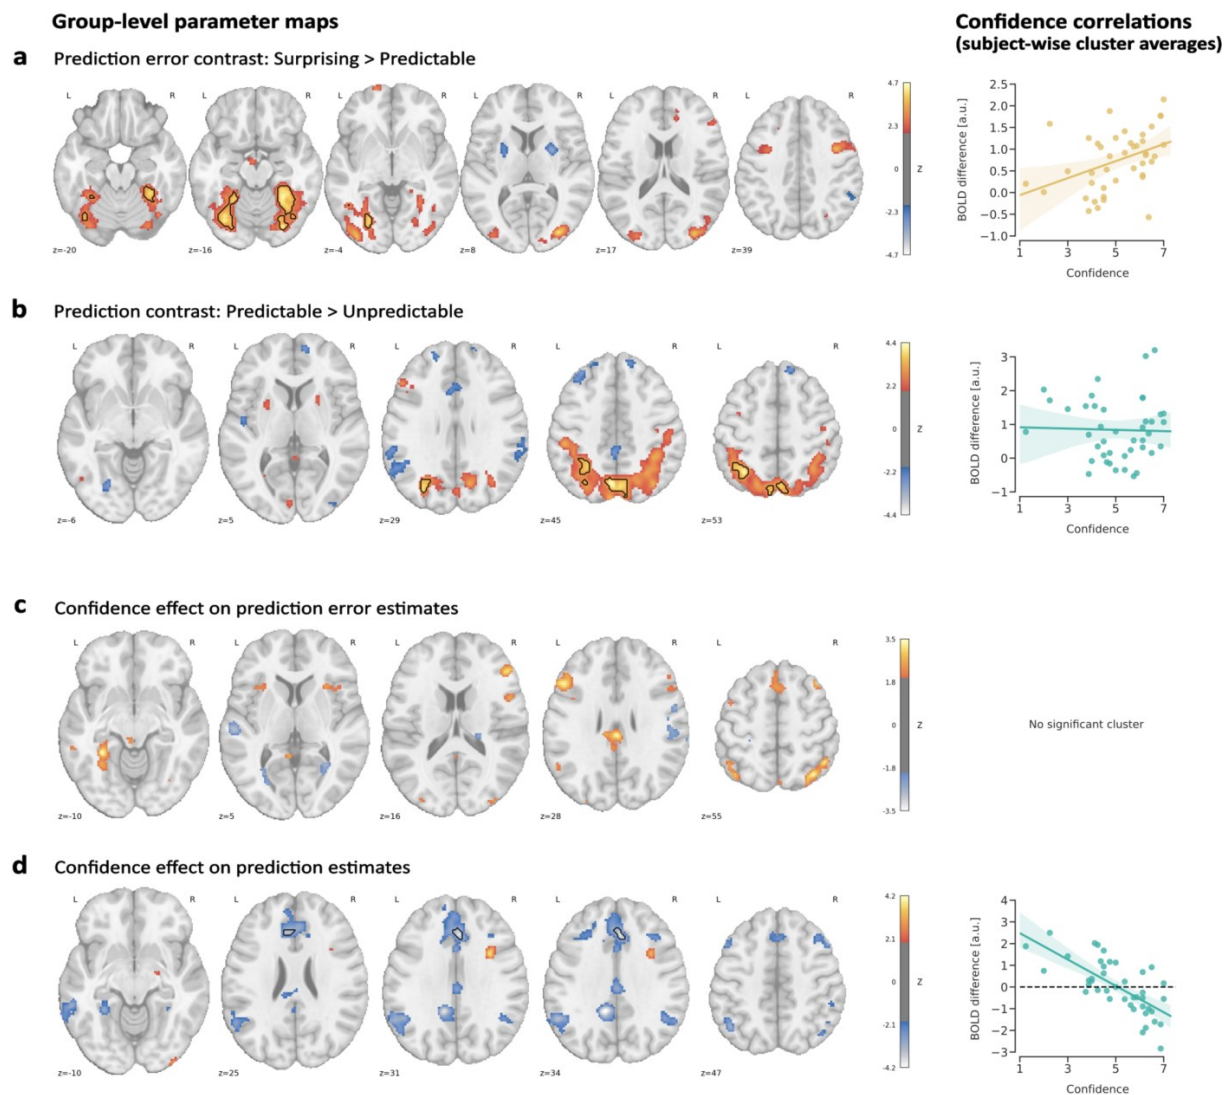 Group-level parameter maps
Confidence correlations
(subject-wise cluster averages)
a Prediction error contrast: Surprising > Predictable
L R L R L R L R L R L R
z=-20 z=-16 z=-4 z=8 z=17 z=39
4.7
2.3
0
-2.3
-4.7
Z
BOLD difference [a.u.]
2.5
2.0
1.5
1.0
0.5
0.0
−0.5
−1.0
1 3 5 7
Confidence
b Prediction contrast: Predictable > Unpredictable
L R L R L R L R L R
z=-6 z=5 z=29 z=45 z=53
4.4
2.2
0
-2.2
-4.4
Z
BOLD difference [a.u.]
3
2
1
0
−1
1 3 5 7
Confidence
c Confidence effect on prediction error estimates
L R L R L R L R L R
z=-10 z=5 z=16 z=28 z=55
3.5
1.8
0
-1.8
-3.5
Z
No significant cluster
d Confidence effect on prediction estimates
L R L R L R L R L R
z=-10 z=25 z=31 z=34 z=47
4.2
2.1
0
-2.1
-4.2
Z
BOLD difference [a.u.]
4
3
2
1
0
−1
−2
−3
1 3 5 7
Confidence